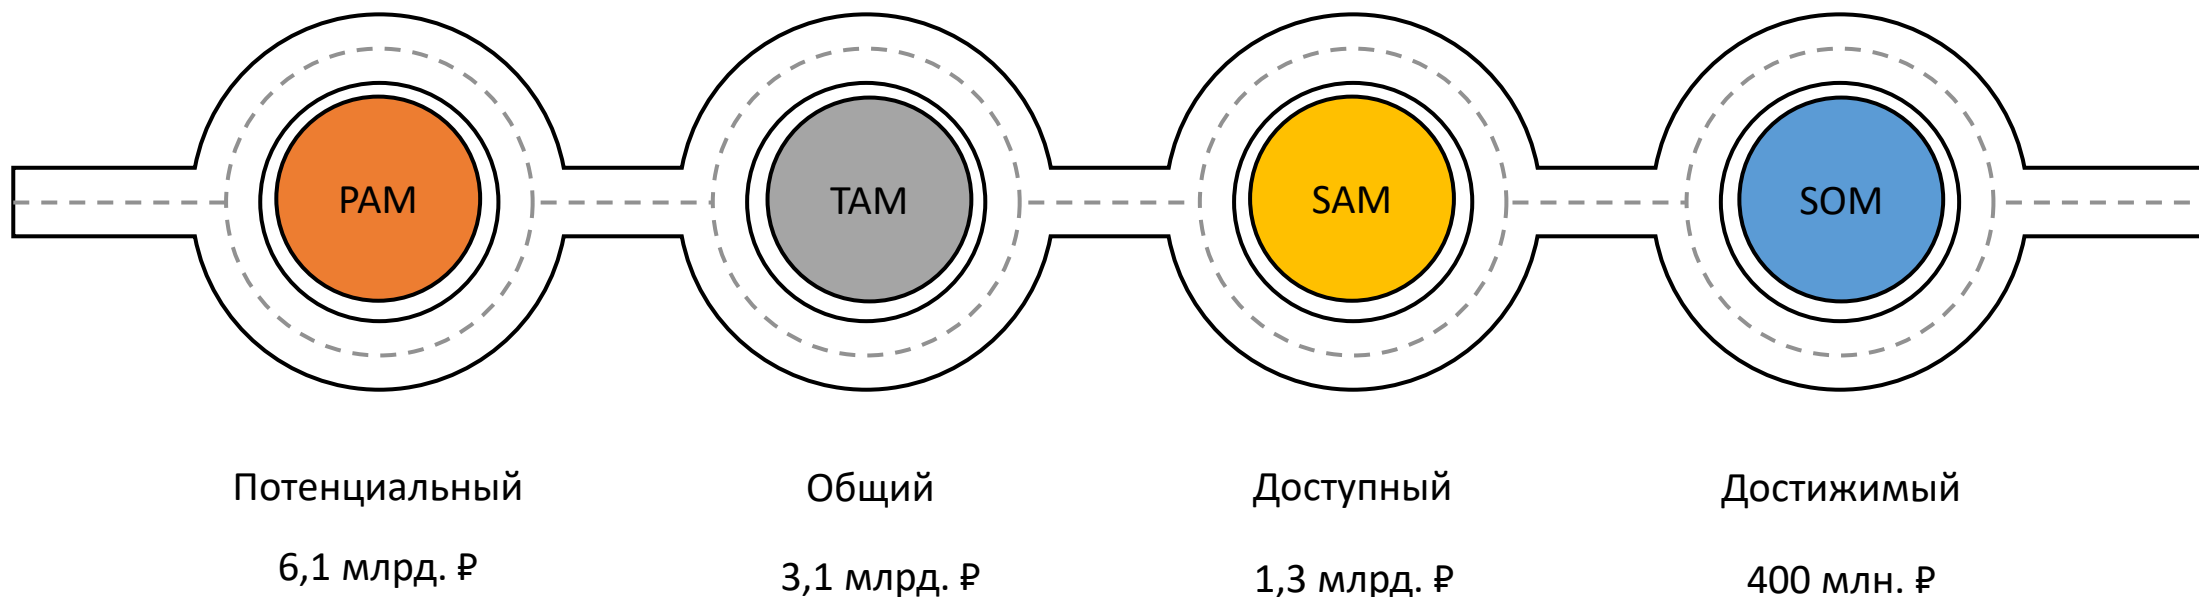 PAM
TAM
SAM
SOM
Потенциальный
Общий
Доступный
Достижимый
6,1 млрд. ₽
3,1 млрд. ₽
1,3 млрд. ₽
400 млн. ₽